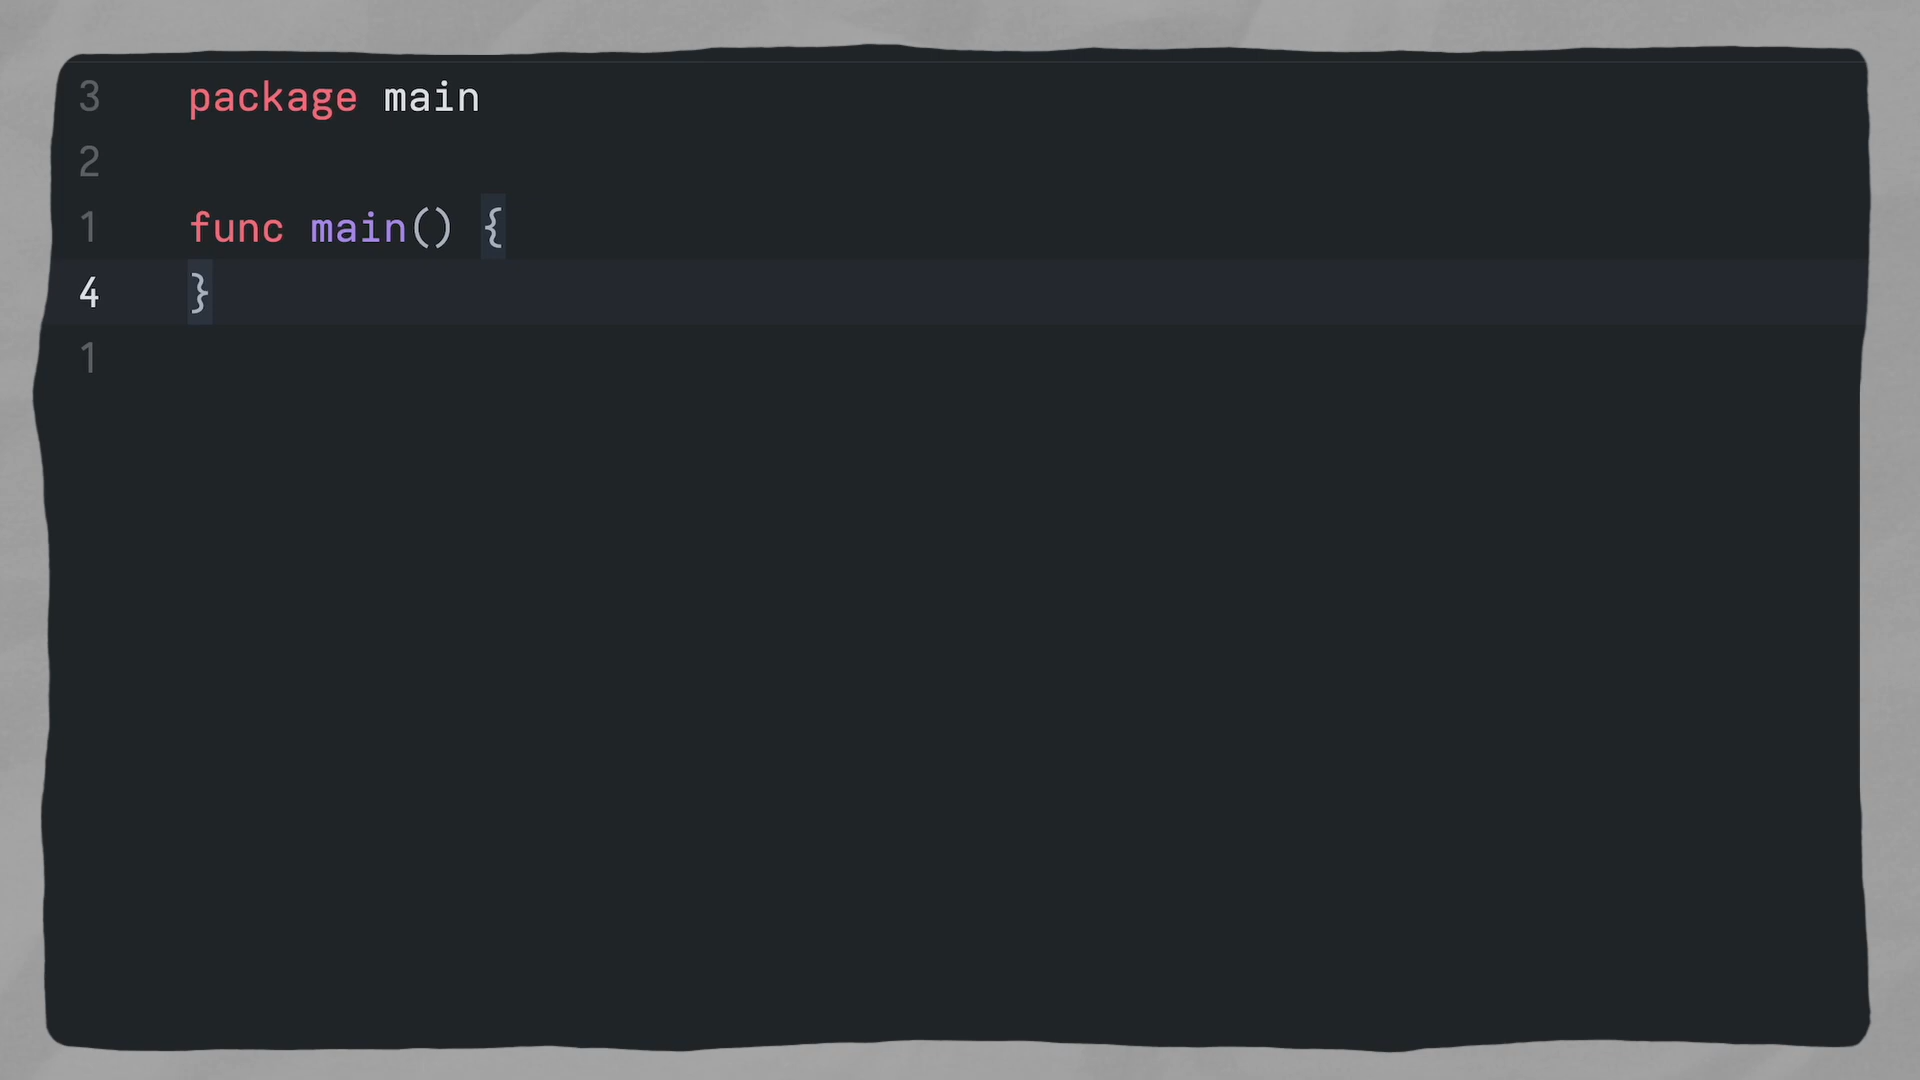 3 package main
2
1 func main() {
4 }
1